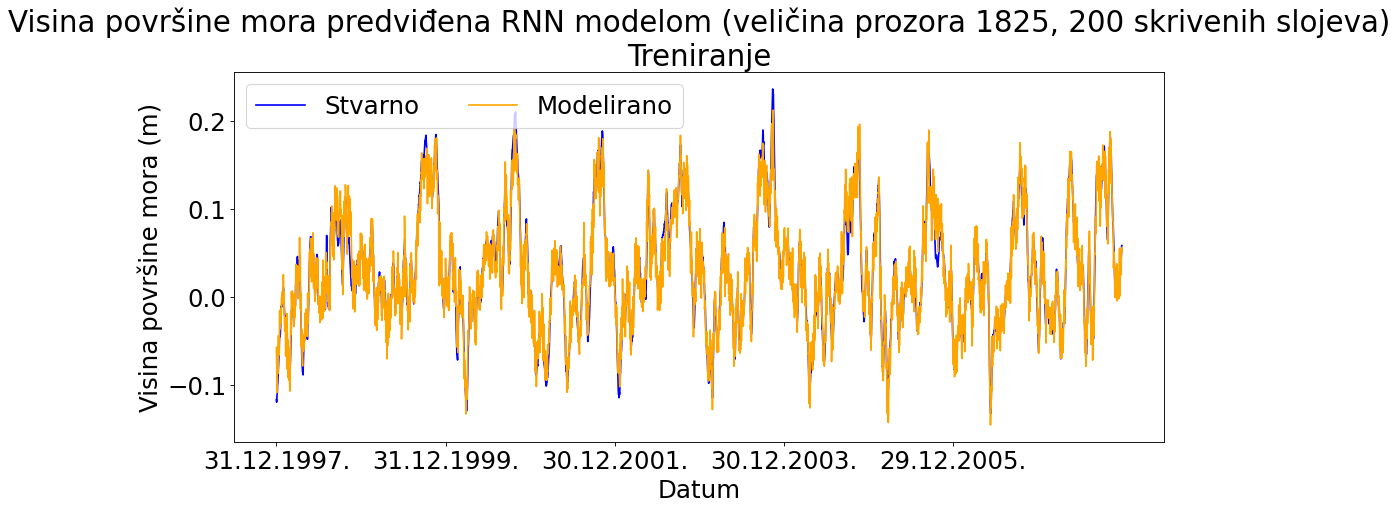 Visina površine mora predviđena RNN modelom (veličina prozora 1825, 200 skrivenih slojeva)
Treniranje
Stvarno Modelirano
Visina površine mora (m)
0.2
0.1
0.0
−0.1
31.12.1997. 31.12.1999. 30.12.2001. 30.12.2003. 29.12.2005.
Datum